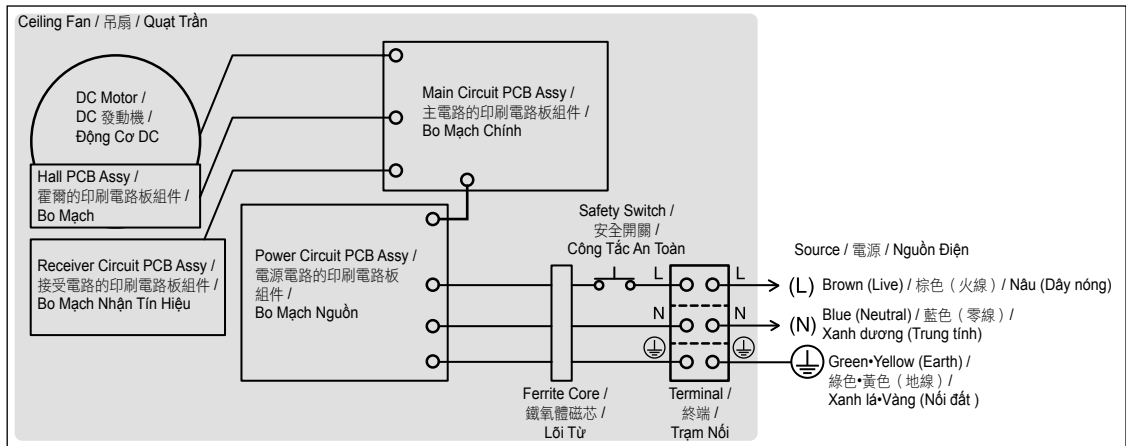 Ceiling Fan / 吊扇 / Quạt Trần
DC Motor /
DC 發動機 /
Động Cơ DC
Hall PCB Assy /
霍爾的印刷電路板組件 /
Bo Mạch
Receiver Circuit PCB Assy /
接受電路的印刷電路板組件 /
Bo Mạch Nhận Tín Hiệu
Main Circuit PCB Assy /
主電路的印刷電路板組件 /
Bo Mạch Chính
Power Circuit PCB Assy /
電源電路的印刷電路板
組件 /
Bo Mạch Nguồn
Safety Switch /
安全開關 /
Công Tắc An Toàn
L
L
N
N
Ferrite Core /
鐵氧體磁芯 /
Lõi Từ
Terminal /
終端 /
Trạm Nối
Source / 電源 / Nguồn Điện
(L) Brown (Live) / 棕色（火線）/ Nâu (Dây nóng)
(N) Blue (Neutral) / 藍色（零線）/
Xanh dương (Trung tính)
Green•Yellow (Earth) /
綠色•黃色（地線）/
Xanh lá•Vàng (Nối đất )